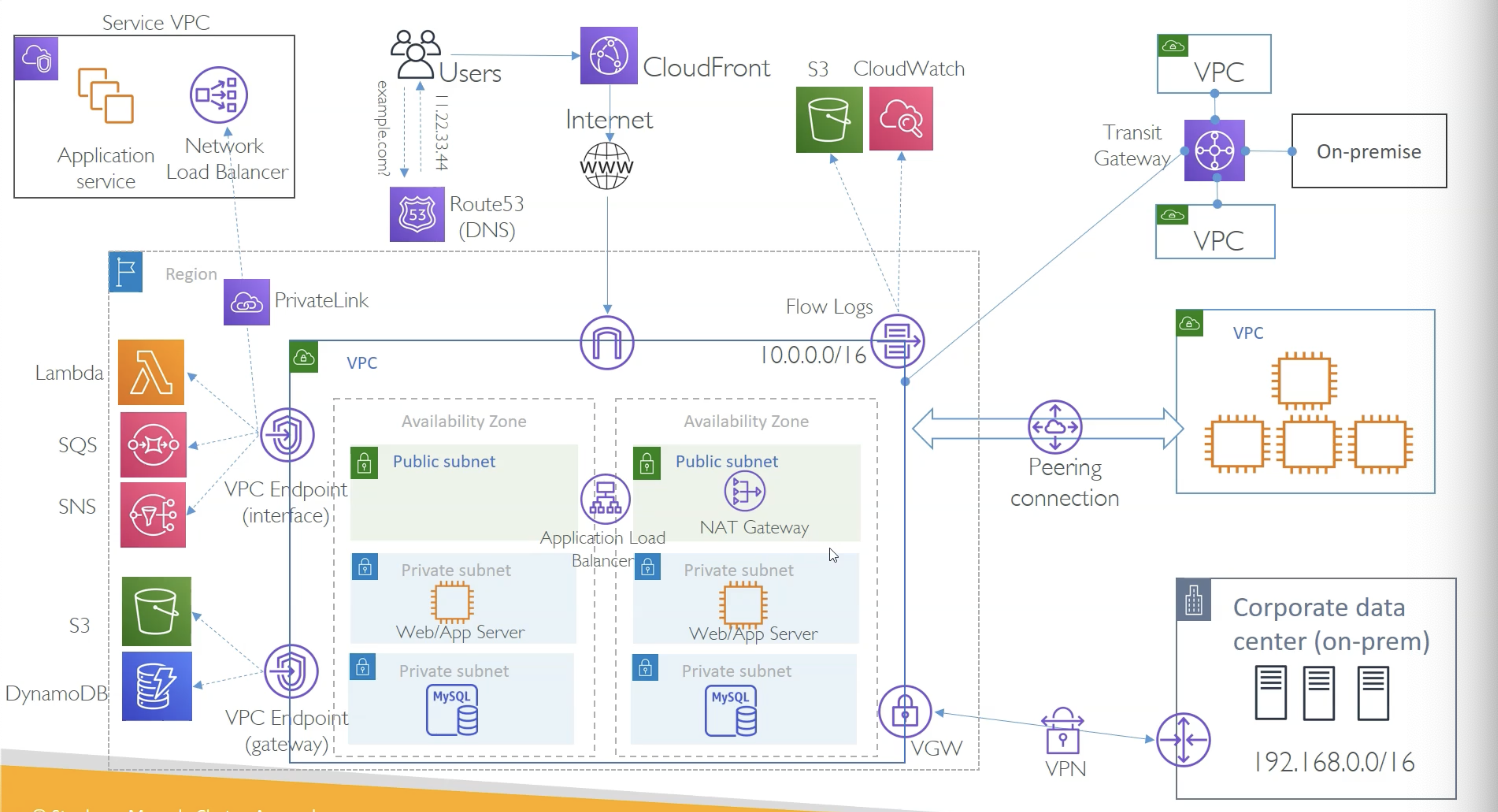 Service VPC
Application
service
Network
Load Balancer
Users
CloudFront
example.com?
11.22.33.44
Internet
WWW
53
Route53
(DNS)
S3
CloudWatch
VPC
Transit
Gateway
On-premise
VPC
Region
PrivateLink
Flow Logs
VPC
10.0.0.0/16
VPC
Lambda
SQS
SNS
VPC Endpoint
(interface)
Availability Zone
Availability Zone
Public subnet
Public subnet
NAT Gateway
Application Load
Balancer
Peering
connection
Private subnet
Web/App Server
Private subnet
Web/App Server
S3
DynamoDB
VPC Endpoint
(gateway)
Private subnet
MySQL
Private subnet
MySQL
VGW
VPN
Corporate data
center (on-prem)
192.168.0.0/16